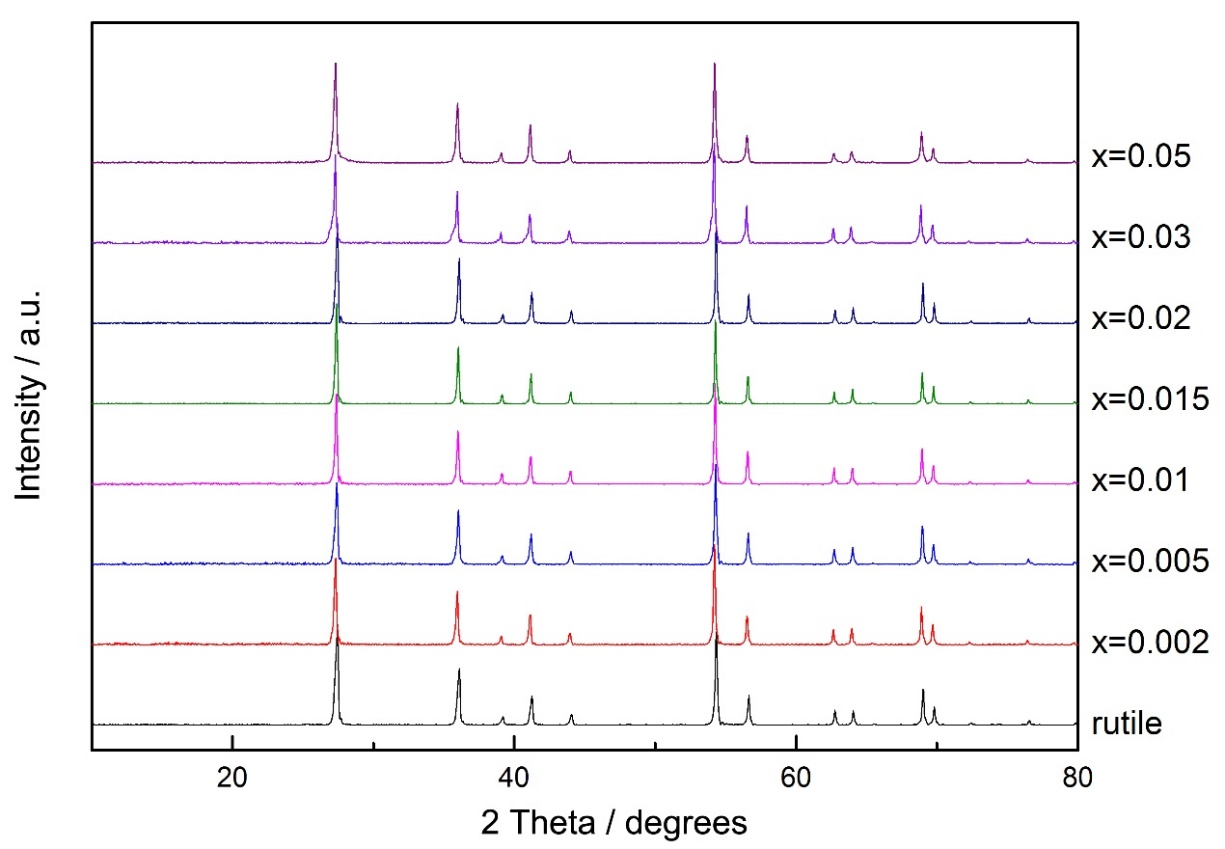 x=0.05
x=0.03
x=0.02
x=0.015
x=0.01
x=0.005
x=0.002
rutile
Intensity / a.u.
20 40 60 80
2 Theta / degrees